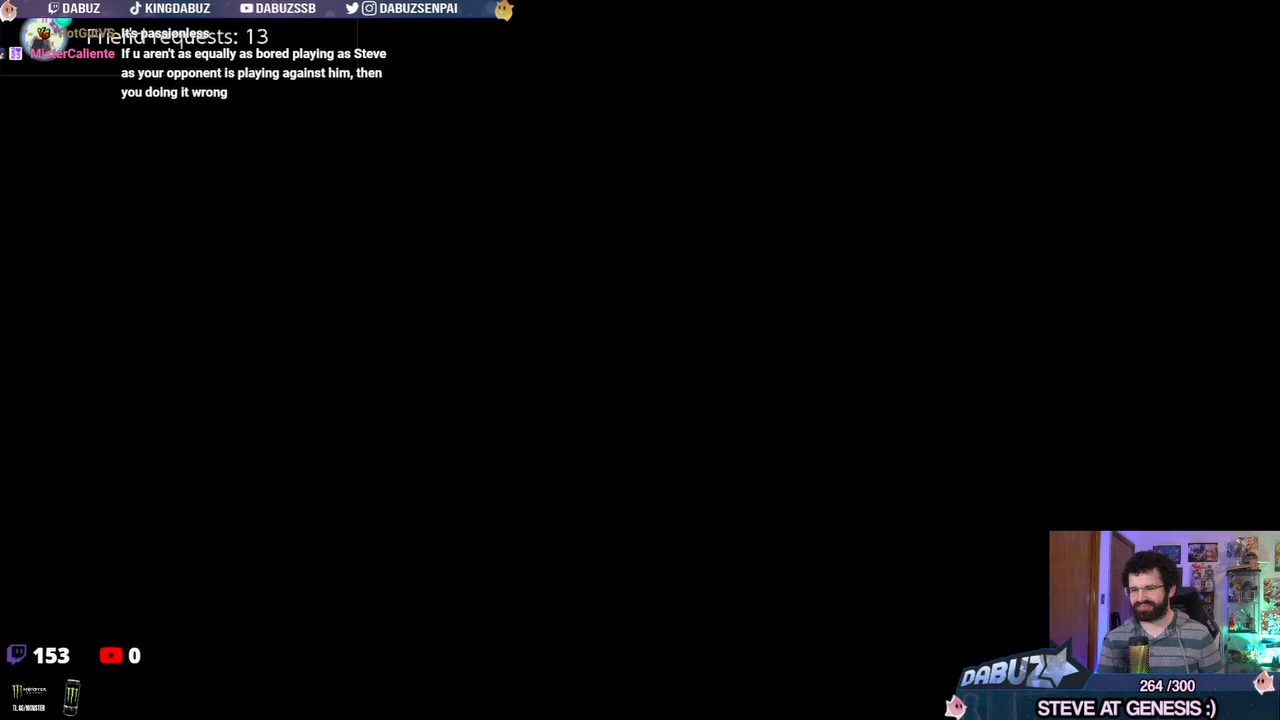 DABUZ KINGDABUZ DABUZSSB DABUZSENPAI
It's passionless
Friend requests: 13
MisterCaliente If u aren't as equally as bored playing as Steve
as your opponent is playing against him, then
you doing it wrong
153 0
MONSTER
DABUZ
264 /300
STEVE AT GENESIS :)